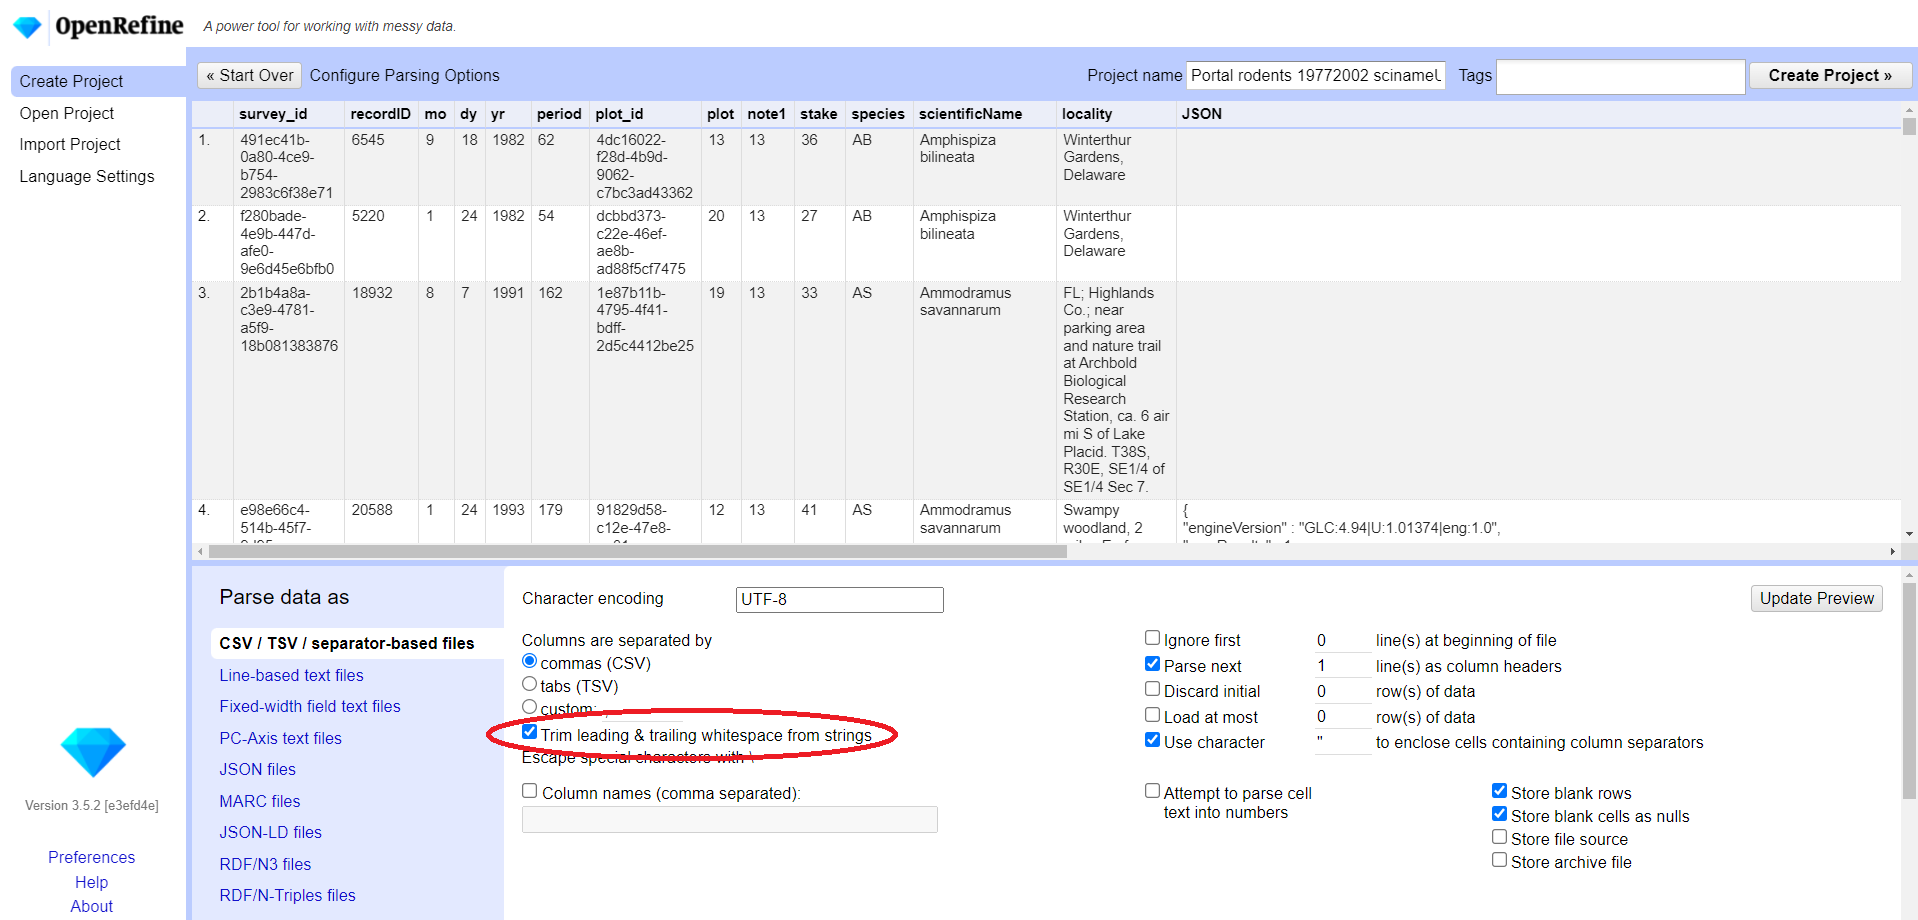 OpenRefine A power tool for working with messy data.
Create Project
Open Project
Import Project
Language Settings
« Start Over Configure Parsing Options Project name Portal rodents 19772002 scinameU Tags Create Project »
survey_id recordID mo dy yr period plot_id plot note1 stake species scientificName locality JSON
1. 491ec41b- 6545 9 18 1982 62 4dc16022- 13 13 36 AB Amphispiza Winterthur
0a80-4ce9- f28d-4b9d- bilineata Gardens,
b754- 9062- Delaware
2983c6f38e71 c7bc3ad43362
2. f280bade- 5220 1 24 1982 54 dcbbd373- 20 13 27 AB Amphispiza Winterthur
4e9b-447d- c22e-46ef- bilineata Gardens,
afe0- ae8b- Delaware
9e6d45e6bfb0 ad88f5cf7475
3. 2b1b4a8a- 18932 8 7 1991 162 1e87b11b- 19 13 33 AS Ammodramus FL; Highlands
c3e9-4781- 4795-4f41- savannarum Co.; near
a5f9- bdff- parking area
18b081383876 2d5c4412be25 and nature trail
at Archbold
Biological
Research
Station, ca. 6 air
mi S of Lake
Placid. T38S,
R30E, SE1/4 of
SE1/4 Sec 7.
4. e98e66c4- 20588 1 24 1993 179 91829d58- 12 13 41 AS Ammodramus Swampy {
514b-45f7- c12e-47e8- savannarum woodland, 2 "engineVersion" : "GLC:4.94|U:1.01374|eng:1.0",
Parse data as
CSV / TSV / separator-based files
Line-based text files
Fixed-width field text files
PC-Axis text files
JSON files
MARC files
JSON-LD files
RDF/N3 files
RDF/N-Triples files
Character encoding UTF-8 Update Preview
Columns are separated by
commas (CSV)
tabs (TSV)
custom: ,
Trim leading & trailing whitespace from strings
Escape special characters with \
Column names (comma separated):
Ignore first 0 line(s) at beginning of file
Parse next 1 line(s) as column headers
Discard initial 0 row(s) of data
Load at most 0 row(s) of data
Use character " to enclose cells containing column separators
Attempt to parse cell
text into numbers
Store blank rows
Store blank cells as nulls
Store file source
Store archive file
Version 3.5.2 [e3efd4e]
Preferences
Help
About